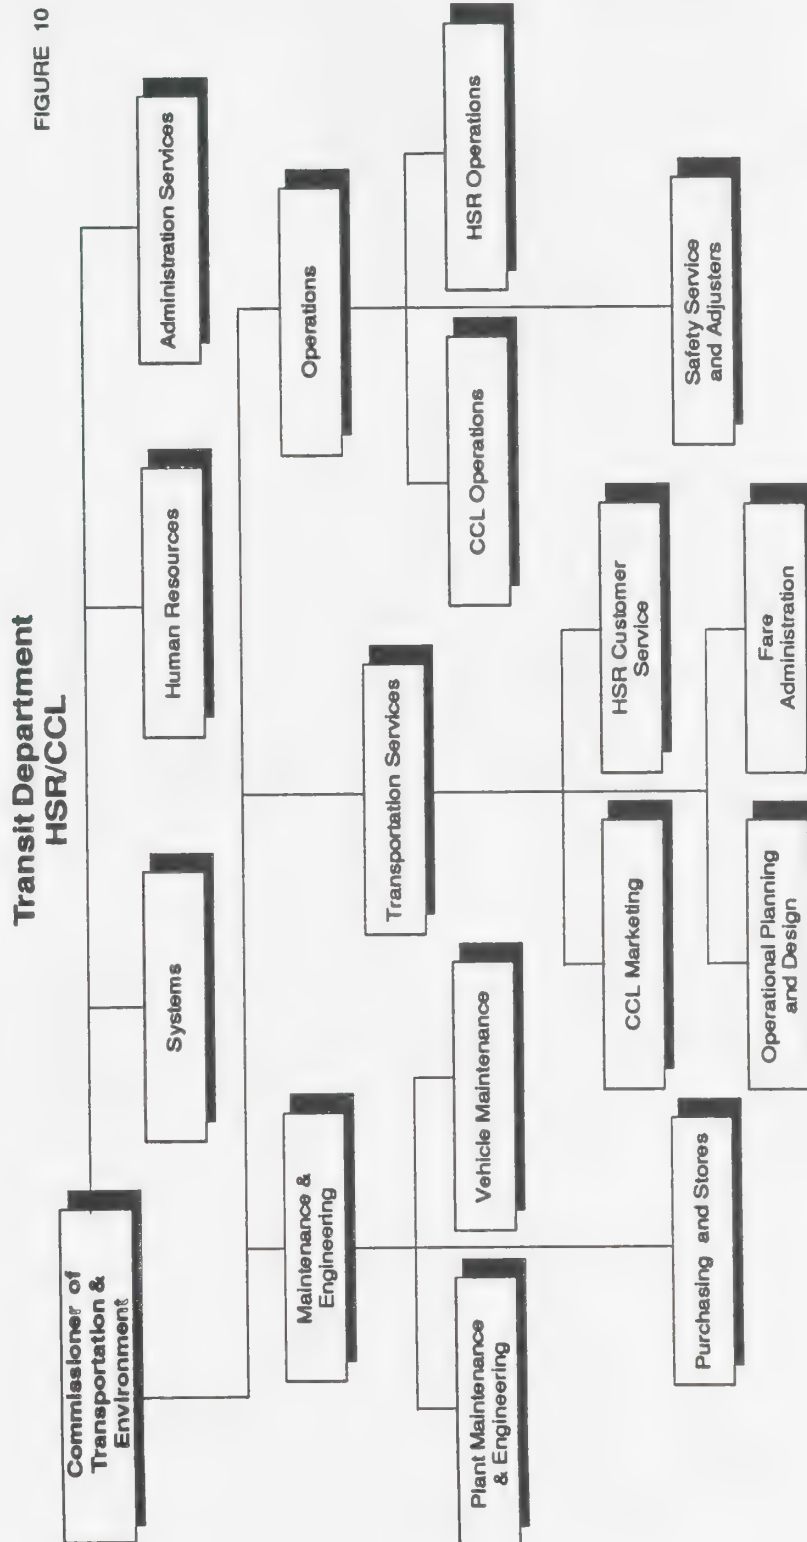 FIGURE 10
Transit Department
HSR/CCL
Commissioner of
Transportation &
Environment
Systems
Human Resources
Administration Services
Maintenance &
Engineering
Transportation Services
Operations
Plant Maintenance
& Engineering
Vehicle Maintenance
CCL Operations
HSR Operations
CCL Marketing
HSR Customer
Service
Purchasing and Stores
Operational Planning
and Design
Fare
Administration
Safety Service
and Adjusters